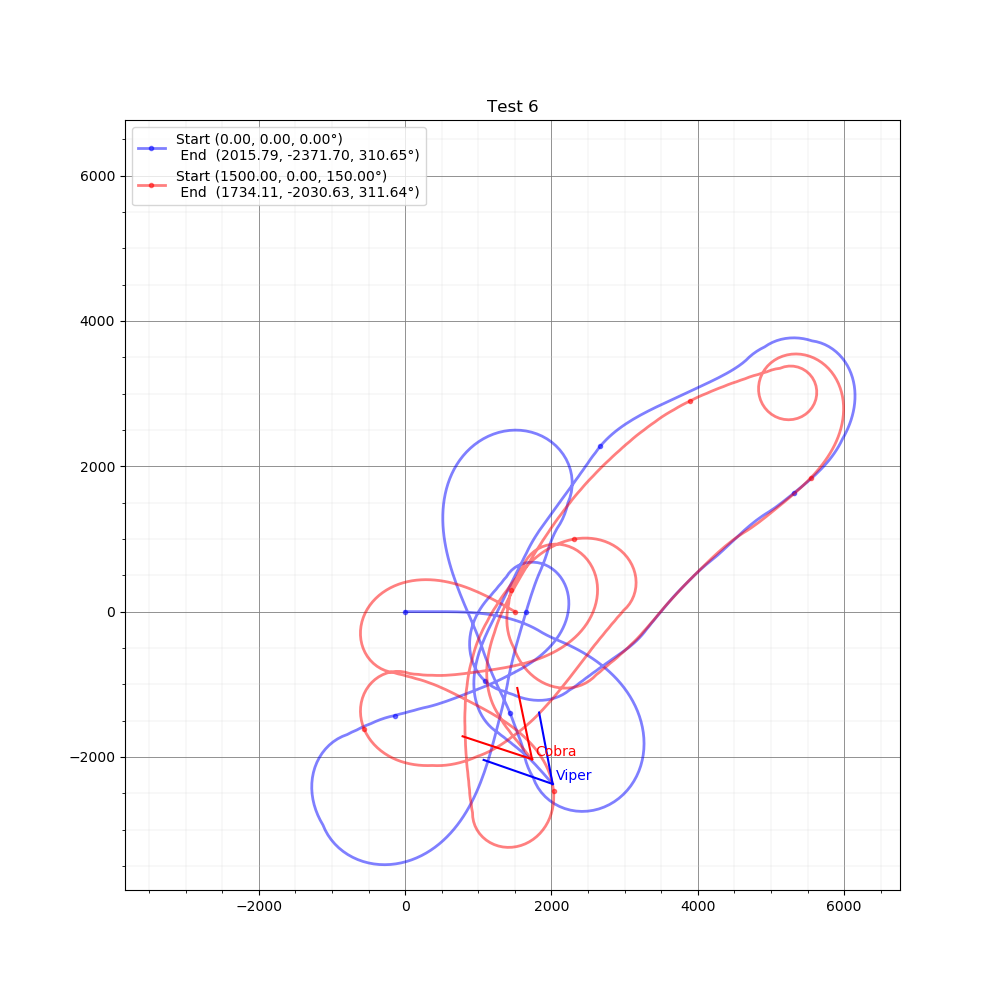 Test 6
Start (0.00, 0.00, 0.00°)
End (2015.79, -2371.70, 310.65°)
Start (1500.00, 0.00, 150.00°)
End (1734.11, -2030.63, 311.64°)
6000
4000
2000
0
−2000
Cobra
Viper
−2000
0
2000
4000
6000